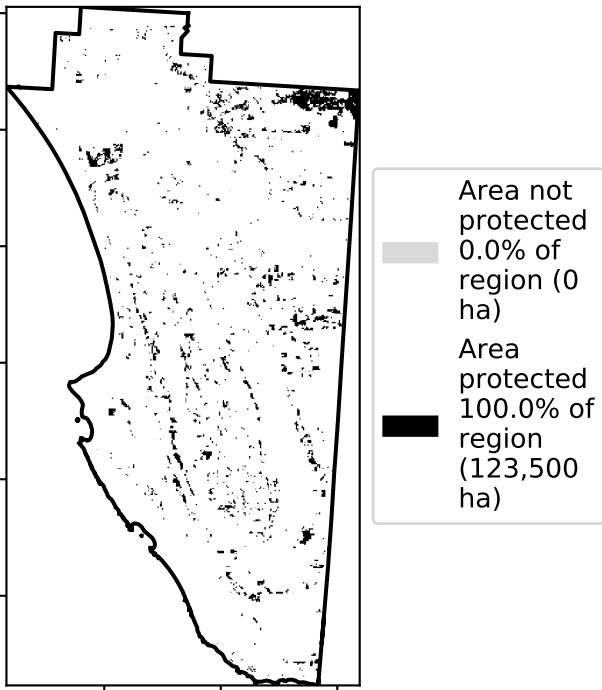 Area not
protected
0.0% of
region (0
ha)
Area
protected
100.0% of
region
(123,500
ha)